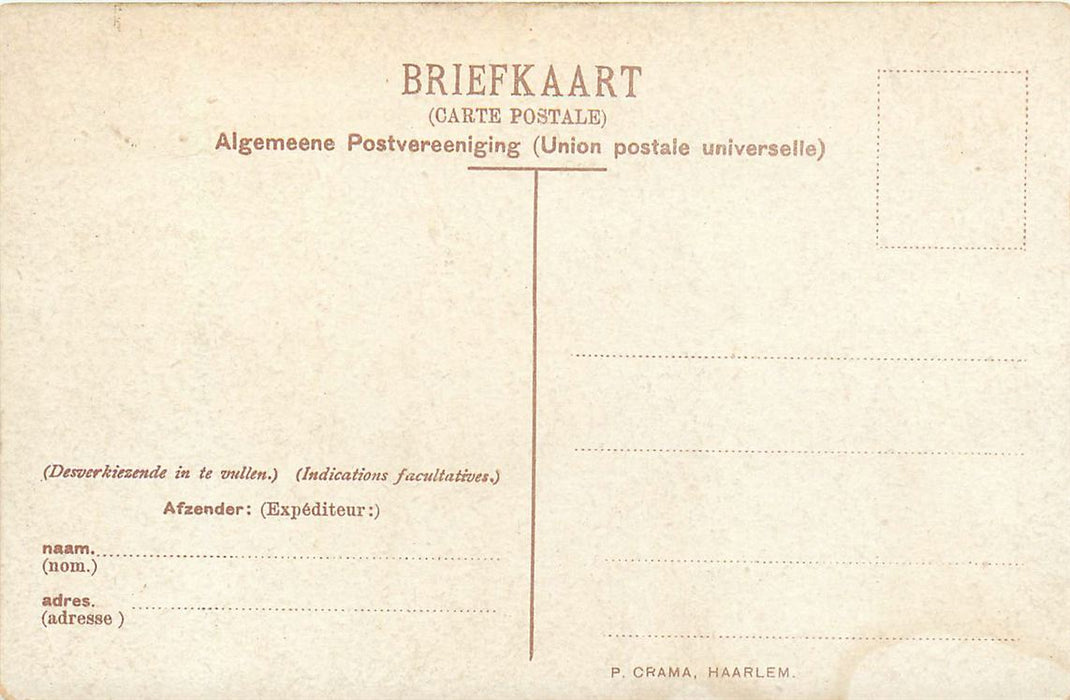 BRIEFKAART
(CARTE POSTALE)
Algemeene Postvereeniging (Union postale universelle)
(Desverkiezende in te vullen.) (Indications facultatives.)
Afzender: (Expéditeur:)
naam.
(nom.)
adres.
(adresse )
P. CRAMA, HAARLEM.